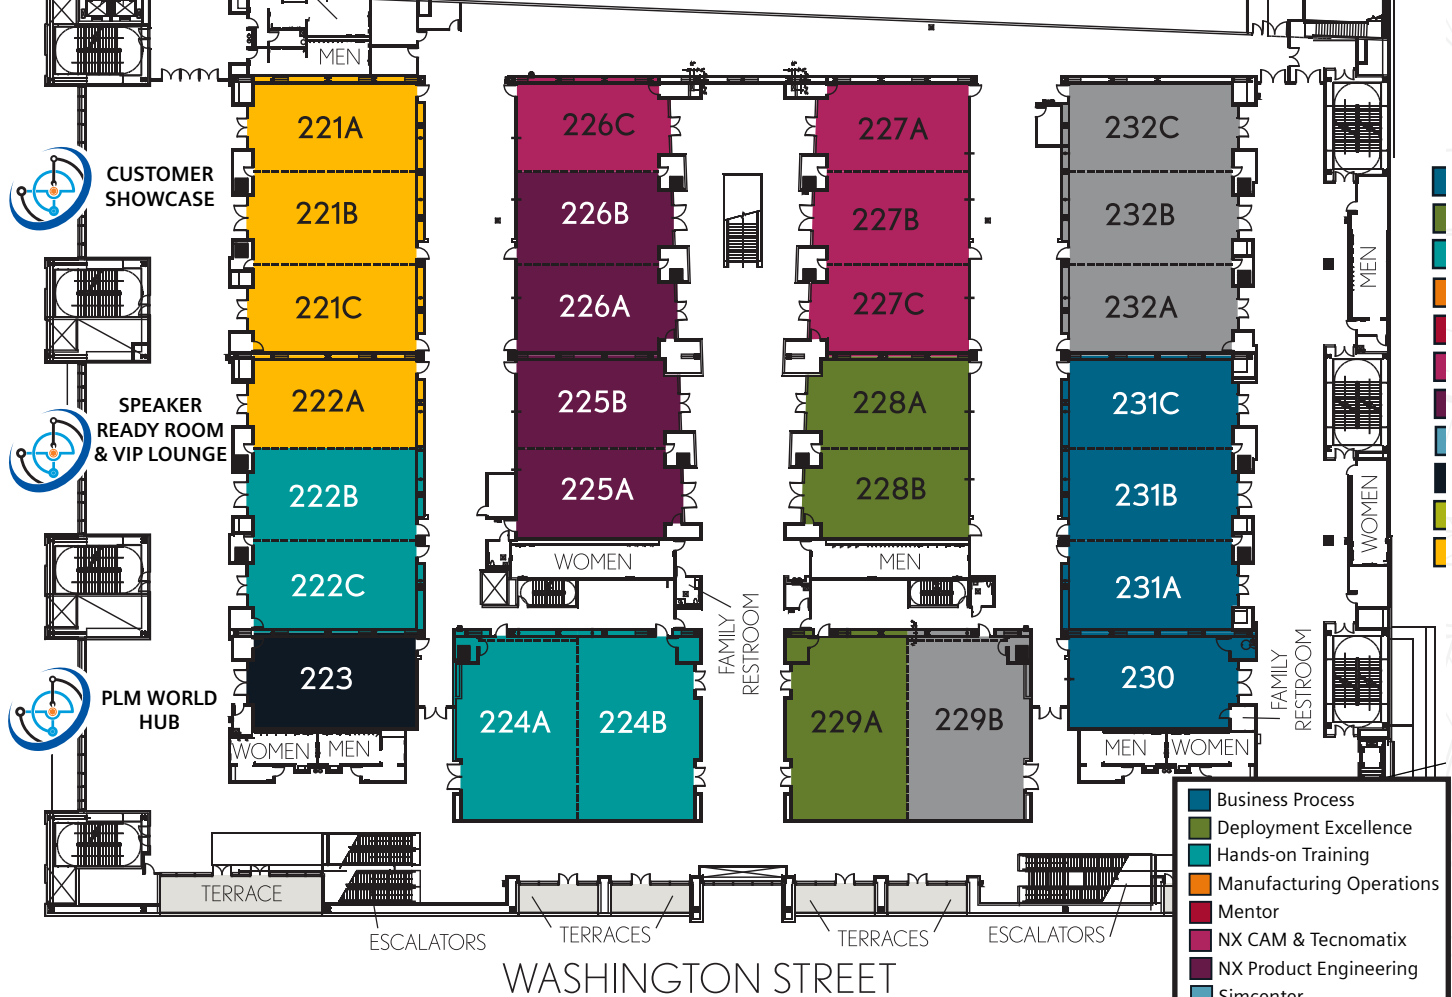 MEN
221A
226C
227A
232C
CUSTOMER
SHOWCASE
221B
226B
227B
232B
MEN
221C
226A
227C
232A
SPEAKER
READY ROOM
& VIP LOUNGE
222A
225B
228A
231C
222B
225A
228B
231B
WOMEN
222C
WOMEN
MEN
231A
FAMILY
RESTROOM
FAMILY
RESTROOM
PLM WORLD
HUB
223
224A
224B
229A
229B
230
WOMEN
MEN
MEN
WOMEN
TERRACE
ESCALATORS
TERRACES
TERRACES
ESCALATORS
WASHINGTON STREET
Business Process
Deployment Excellence
Hands-on Training
Manufacturing Operations
Mentor
NX CAM & Tecnomatix
NX Product Engineering
Simcenter